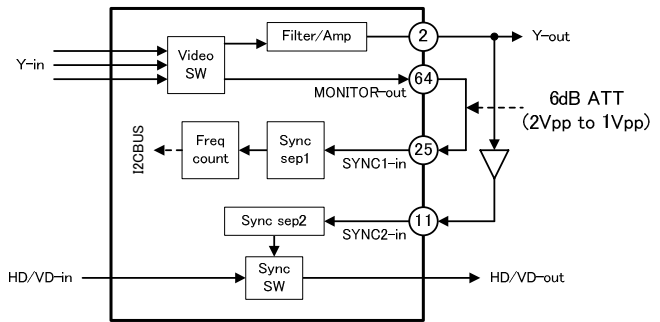 Filter/Amp
2
Y-out
Video
SW
Y-in
64
MONITOR-out
6dB ATT
(2Vpp to 1Vpp)
I2CBUS
Freq
count
Sync
sep1
25
SYNC1-in
11
Sync sep2
SYNC2-in
HD/VD-in
Sync
SW
HD/VD-out